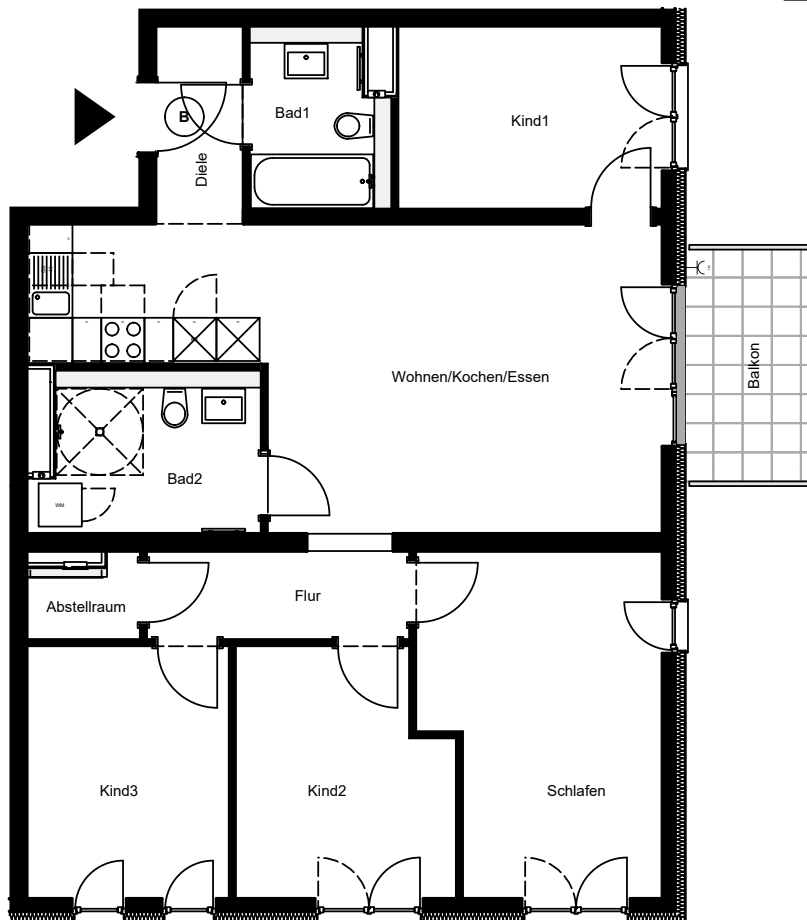 B
Bad1
Kind1
Diele
Wohnen/Kochen/Essen
Balkon
Bad2
WM
Abstellraum
Flur
Kind3
Kind2
Schlafen